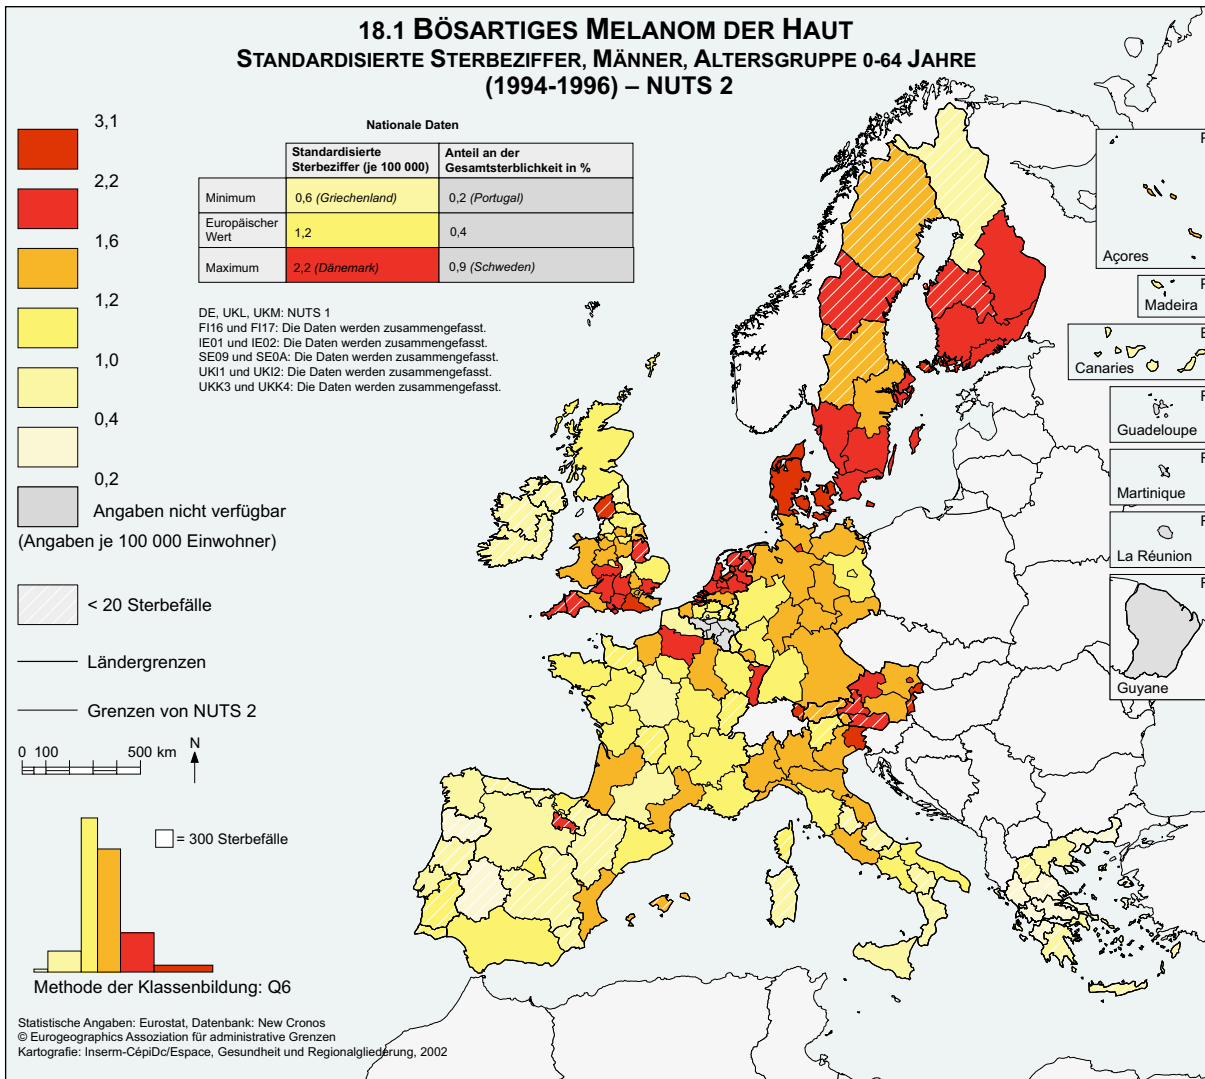 18.1 BÖSARTIGES MELANOM DER HAUT
STANDARDISIERTE STERBEZIFFER, MÄNNER, ALTERSGRUPPE 0-64 JAHRE
(1994-1996) – NUTS 2
3,1
2,2
1,6
1,2
1,0
0,4
0,2
Angaben nicht verfügbar
(Angaben je 100 000 Einwohner)
< 20 Sterbefälle
Ländergrenzen
Grenzen von NUTS 2
0 100 500 km
N
Nationale Daten
Standardisierte Sterbeziffer (je 100 000) Anteil an der Gesamtsterblichkeit in %
Minimum 0,6 (Griechenland) 0,2 (Portugal)
Europäischer Wert 1,2 0,4
Maximum 2,2 (Dänemark) 0,9 (Schweden)
DE, UKL, UKM: NUTS 1
FI16 und FI17: Die Daten werden zusammengefasst.
IE01 und IE02: Die Daten werden zusammengefasst.
SE09 und SE0A: Die Daten werden zusammengefasst.
UKI1 und UKI2: Die Daten werden zusammengefasst.
UKK3 und UKK4: Die Daten werden zusammengefasst.
Açores
Madeira
Canaries
Guadeloupe
Martinique
La Réunion
Guyane
= 300 Sterbefälle
Methode der Klassenbildung: Q6
Statistische Angaben: Eurostat, Datenbank: New Cronos
© Eurogeographics Assoziation für administrative Grenzen
Kartografie: Inserm-CépiDc/Espace, Gesundheit und Regionalgliederung, 2002